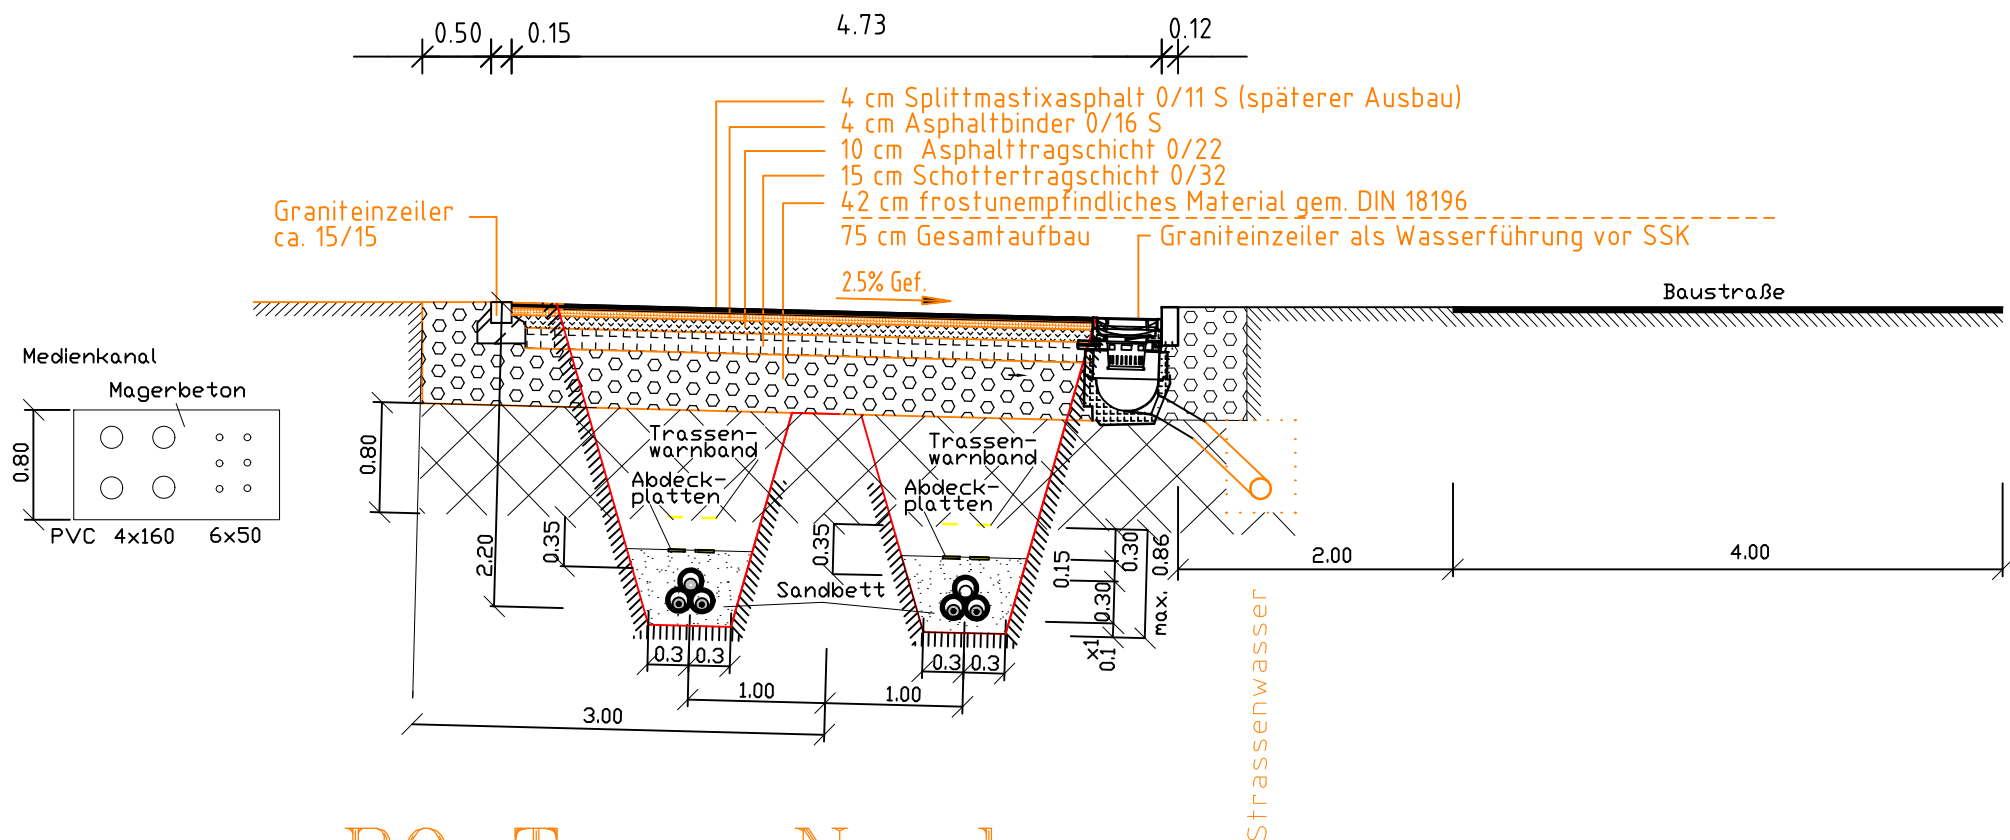 0.50 0.15 4.73 0.12
4 cm Splittmastixasphalt 0/11 S (späterer Ausbau)
4 cm Asphaltbinder 0/16 S
10 cm Asphalttragschicht 0/22
15 cm Schottertragschicht 0/32
42 cm frostunempfindliches Material gem. DIN 18196
75 cm Gesamtaufbau
Graniteinzeiler als Wasserführung vor SSK
Graniteinzeiler
ca. 15/15
2.5% Gef.
Baustraße
Medienkanal
Magerbeton
0.80
PVC 4x160 6x50
0.80
2.20
0.35
Trassen-
warnband
Abdeck-
platten
0.35
Trassen-
warnband
Abdeck-
platten
Sandbett
0.15
0.30
0.30
max. 0.86
x1
0.1
2.00
4.00
0.3 0.3
0.3 0.3
1.00
1.00
3.00
Strassenwasser